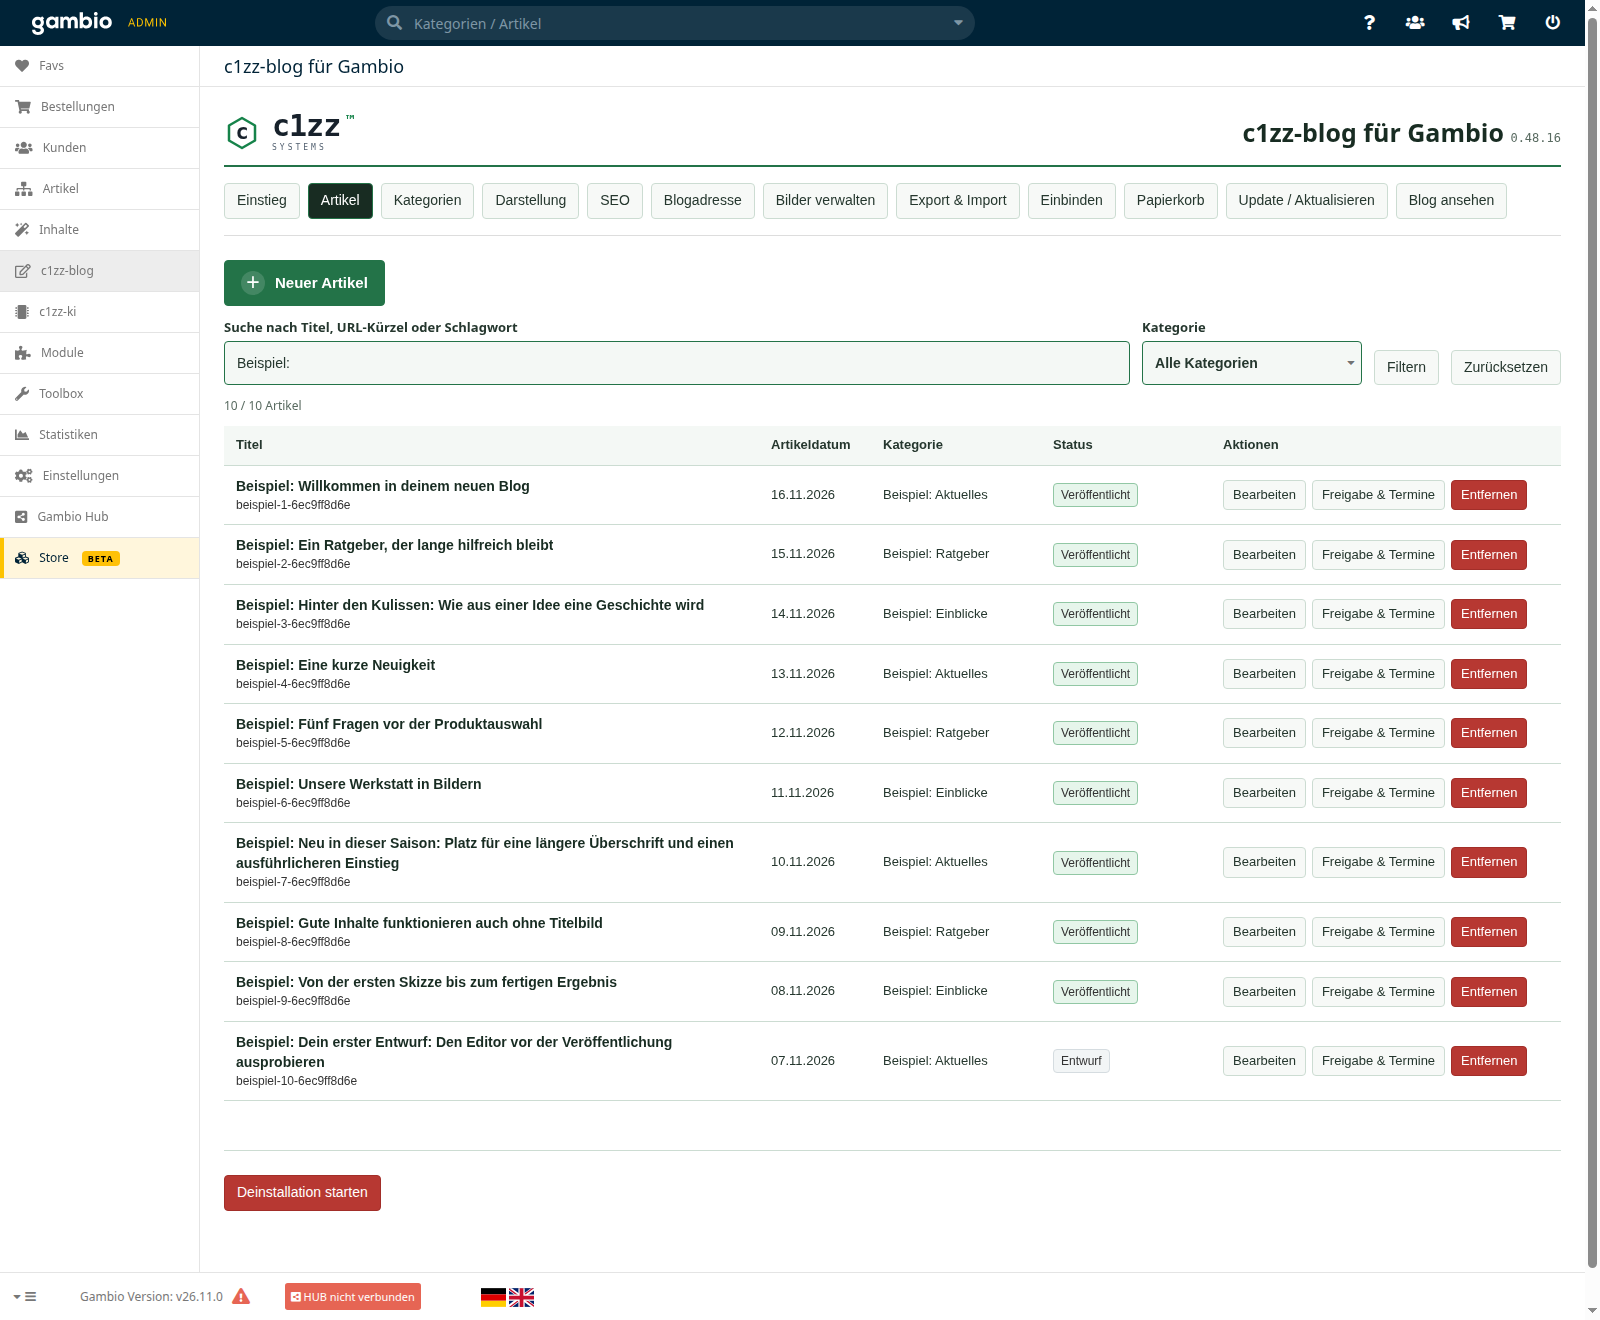 gambio ADMIN
Kategorien / Artikel
Favs
Bestellungen
Kunden
Artikel
Inhalte
c1zz-blog
c1zz-ki
Module
Toolbox
Statistiken
Einstellungen
Gambio Hub
Store BETA
c1zz-blog für Gambio
c c1zz™
SYSTEMS
c1zz-blog für Gambio 0.48.16
Einstieg Artikel Kategorien Darstellung SEO Blogadresse Bilder verwalten Export & Import Einbinden Papierkorb Update / Aktualisieren Blog ansehen
Neuer Artikel
Suche nach Titel, URL-Kürzel oder Schlagwort Kategorie
Beispiel: Alle Kategorien Filtern Zurücksetzen
10 / 10 Artikel
Titel Artikeldatum Kategorie Status Aktionen
Beispiel: Willkommen in deinem neuen Blog
beispiel-1-6ec9ff8d6e
16.11.2026 Beispiel: Aktuelles Veröffentlicht Bearbeiten Freigabe & Termine Entfernen
Beispiel: Ein Ratgeber, der lange hilfreich bleibt
beispiel-2-6ec9ff8d6e
15.11.2026 Beispiel: Ratgeber Veröffentlicht Bearbeiten Freigabe & Termine Entfernen
Beispiel: Hinter den Kulissen: Wie aus einer Idee eine Geschichte wird
beispiel-3-6ec9ff8d6e
14.11.2026 Beispiel: Einblicke Veröffentlicht Bearbeiten Freigabe & Termine Entfernen
Beispiel: Eine kurze Neuigkeit
beispiel-4-6ec9ff8d6e
13.11.2026 Beispiel: Aktuelles Veröffentlicht Bearbeiten Freigabe & Termine Entfernen
Beispiel: Fünf Fragen vor der Produktauswahl
beispiel-5-6ec9ff8d6e
12.11.2026 Beispiel: Ratgeber Veröffentlicht Bearbeiten Freigabe & Termine Entfernen
Beispiel: Unsere Werkstatt in Bildern
beispiel-6-6ec9ff8d6e
11.11.2026 Beispiel: Einblicke Veröffentlicht Bearbeiten Freigabe & Termine Entfernen
Beispiel: Neu in dieser Saison: Platz für eine längere Überschrift und einen
ausführlicheren Einstieg
beispiel-7-6ec9ff8d6e
10.11.2026 Beispiel: Aktuelles Veröffentlicht Bearbeiten Freigabe & Termine Entfernen
Beispiel: Gute Inhalte funktionieren auch ohne Titelbild
beispiel-8-6ec9ff8d6e
09.11.2026 Beispiel: Ratgeber Veröffentlicht Bearbeiten Freigabe & Termine Entfernen
Beispiel: Von der ersten Skizze bis zum fertigen Ergebnis
beispiel-9-6ec9ff8d6e
08.11.2026 Beispiel: Einblicke Veröffentlicht Bearbeiten Freigabe & Termine Entfernen
Beispiel: Dein erster Entwurf: Den Editor vor der Veröffentlichung
ausprobieren
beispiel-10-6ec9ff8d6e
07.11.2026 Beispiel: Aktuelles Entwurf Bearbeiten Freigabe & Termine Entfernen
Deinstallation starten
Gambio Version: v26.11.0 HUB nicht verbunden